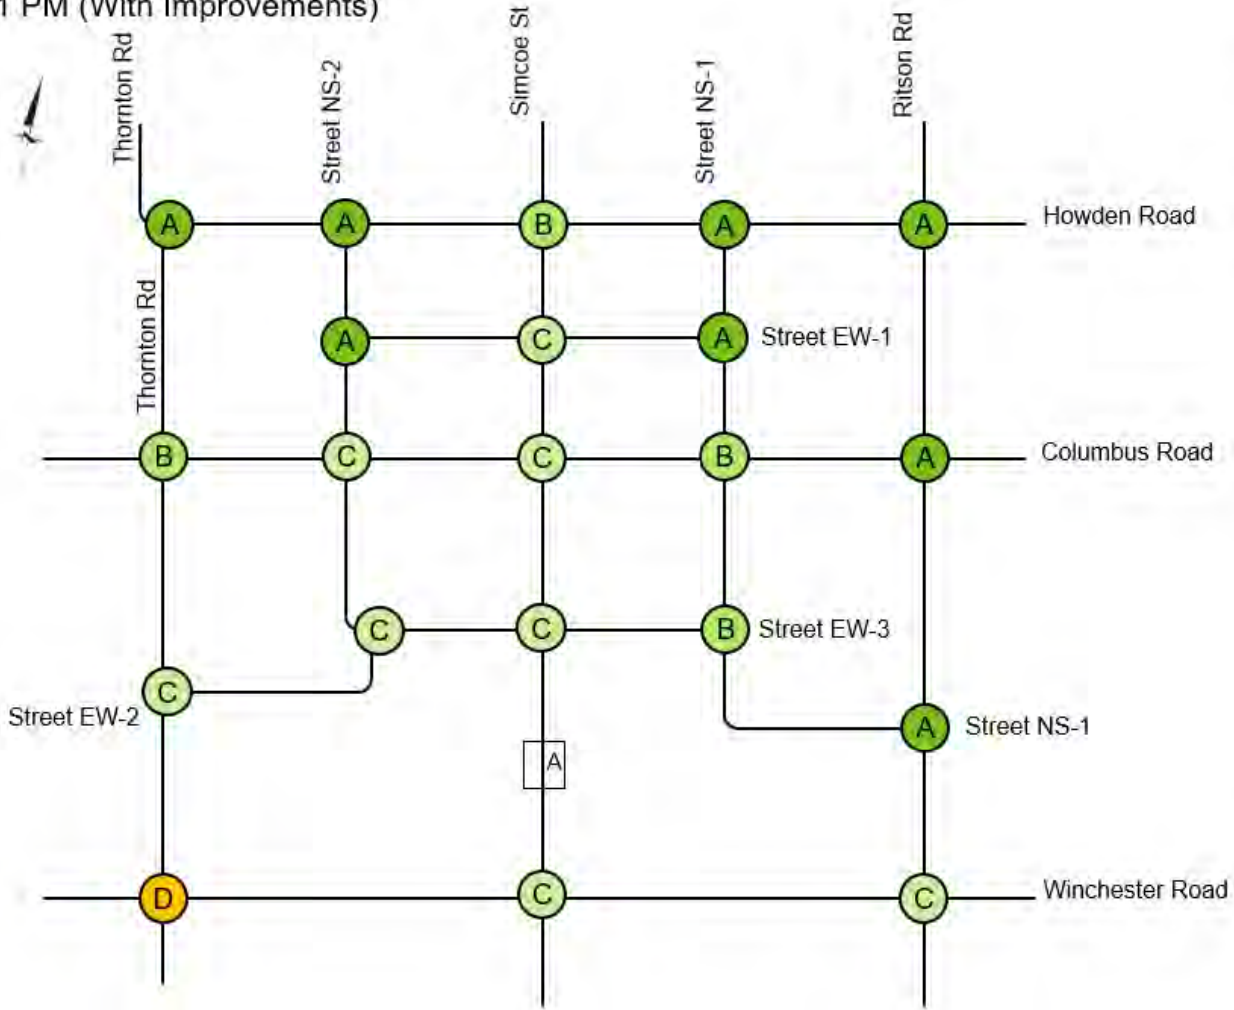 1 PM (With Improvements)
Thornton Rd
Street NS-2
Simcoe St
Street NS-1
Ritson Rd
A
A
B
A
A
Howden Road
Thornton Rd
A
C
A
Street EW-1
B
C
C
B
A
Columbus Road
C
C
B
Street EW-3
C
Street EW-2
A
Street NS-1
A
D
C
C
Winchester Road